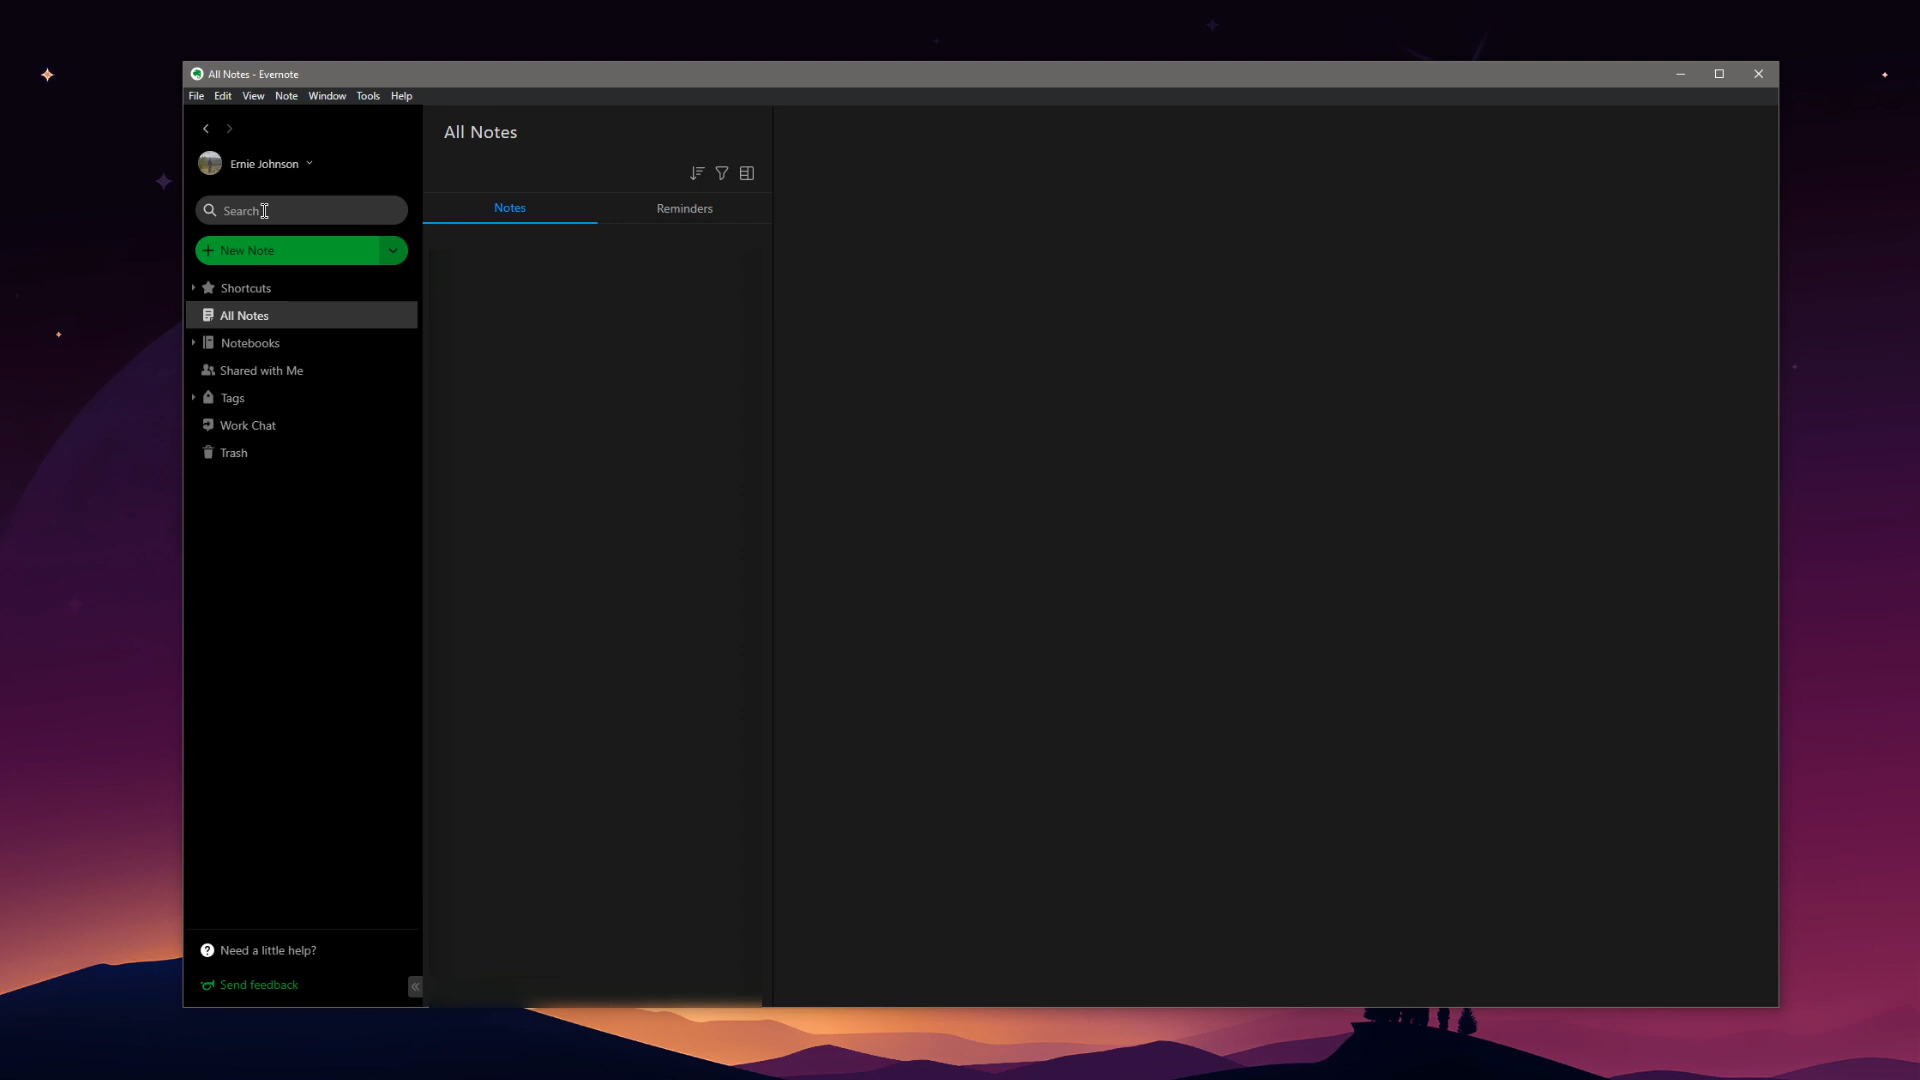 All Notes - Evernote
File Edit View Note Window Tools Help
Ernie Johnson
Search
New Note
Shortcuts
All Notes
Notebooks
Shared with Me
Tags
Work Chat
Trash
Need a little help?
Send feedback
All Notes
Notes Reminders